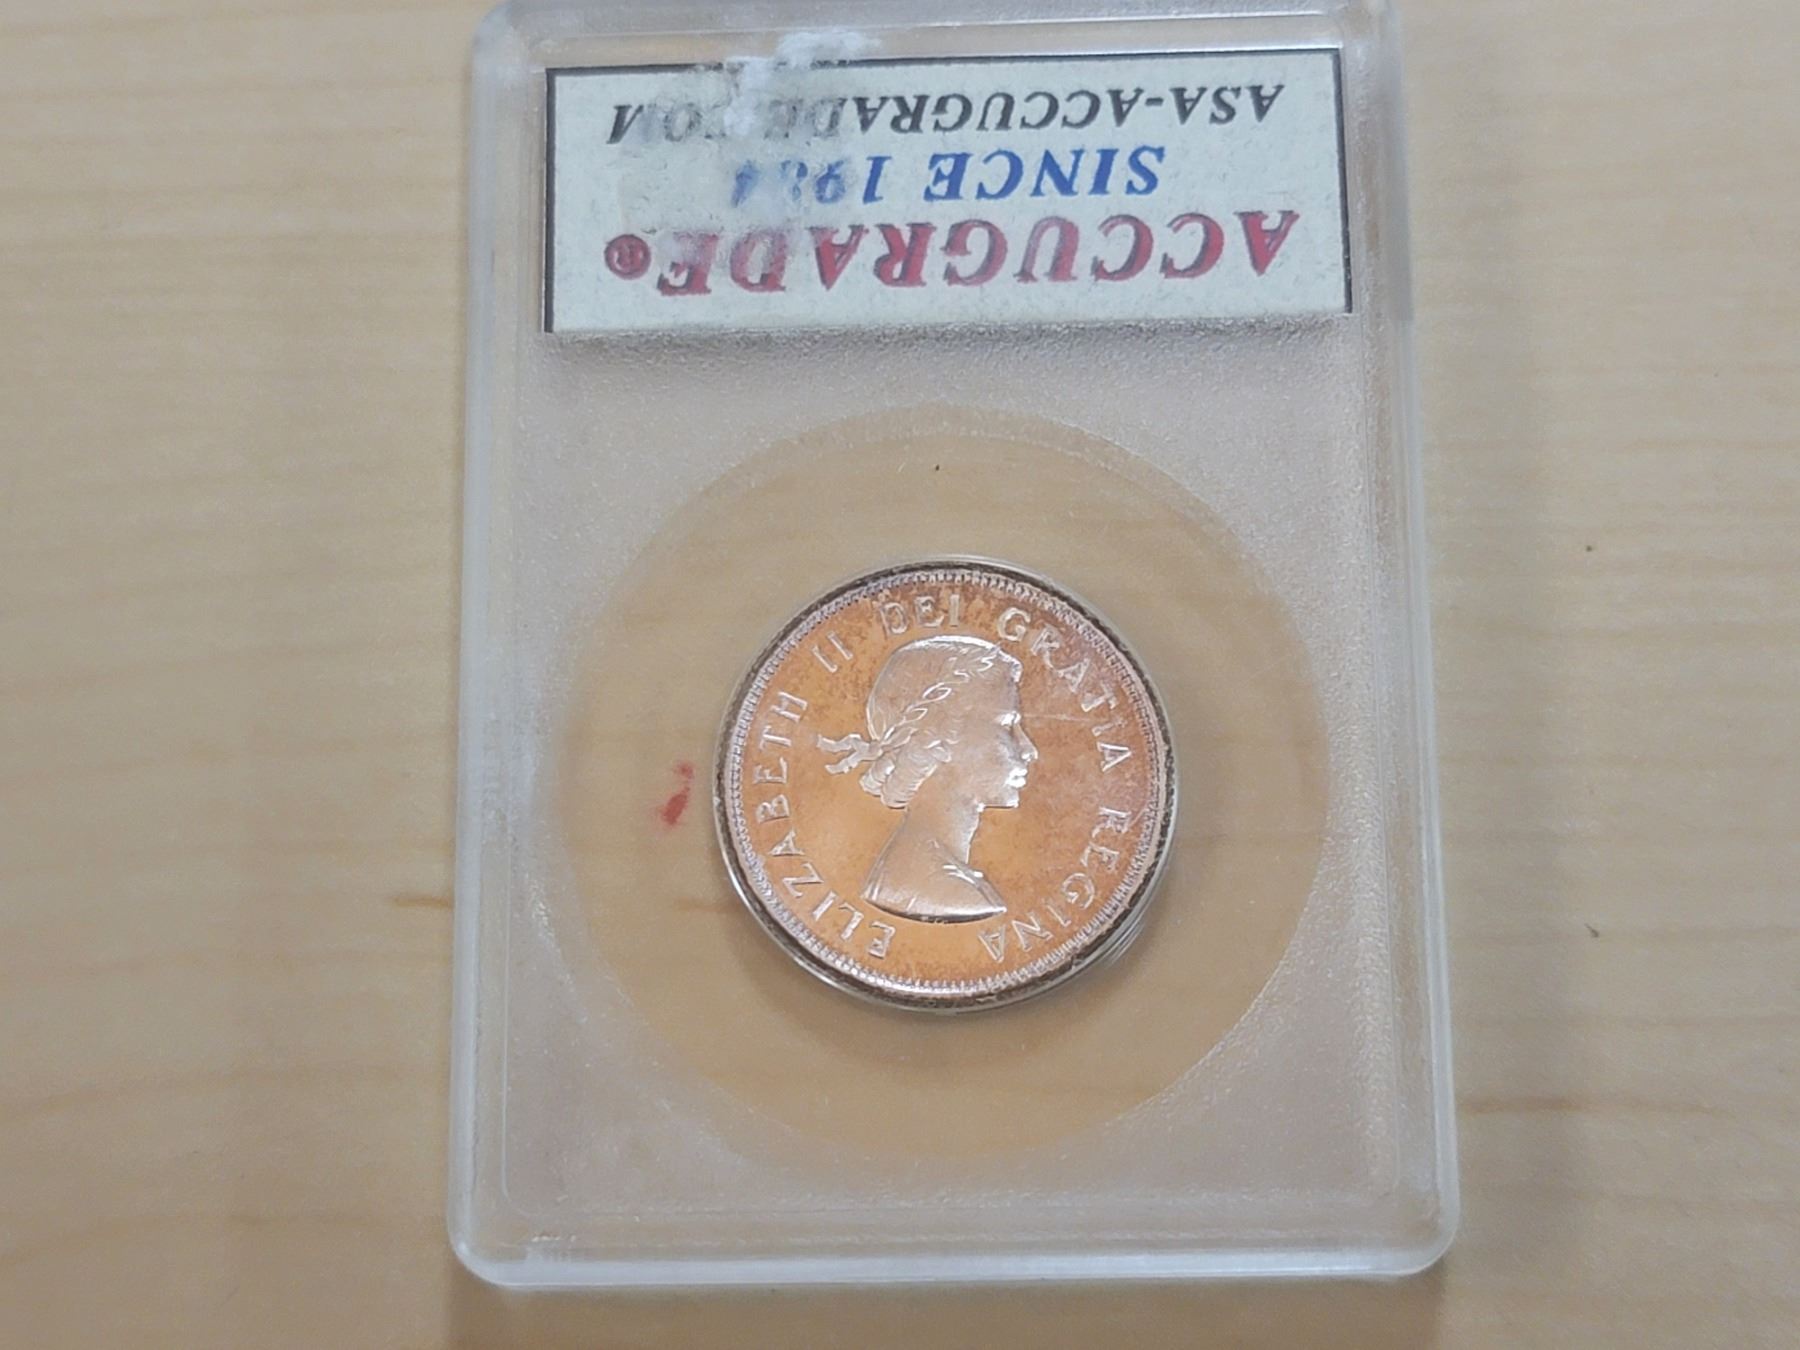 ACCUGRADE®
SINCE 1984
ASA-ACCUGRADE.COM
ELIZABETH II DEI GRATIA REGINA